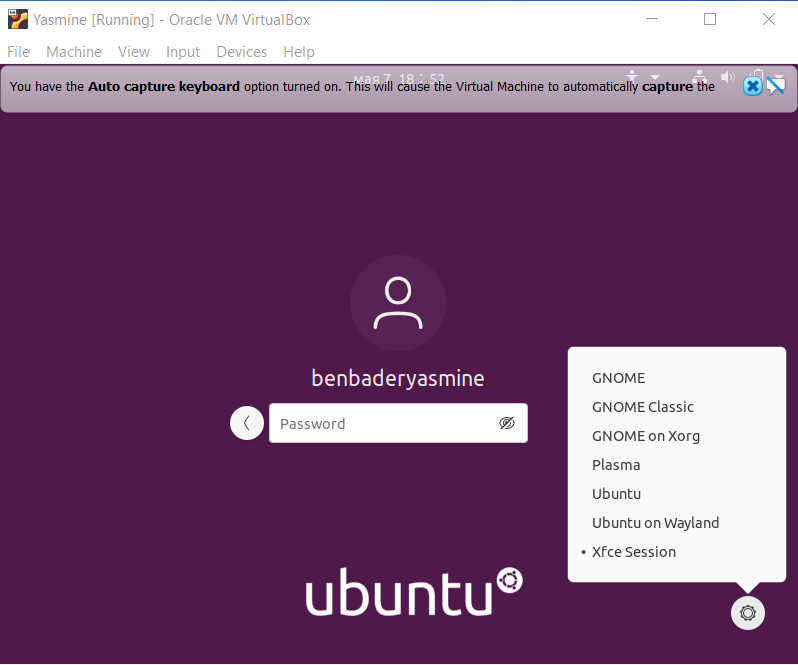 Yasmine [Running] - Oracle VM VirtualBox
File Machine View Input Devices Help
мая 7 18 : 52
You have the Auto capture keyboard option turned on. This will cause the Virtual Machine to automatically capture the
benbaderyasmine
Password
GNOME
GNOME Classic
GNOME on Xorg
Plasma
Ubuntu
Ubuntu on Wayland
• Xfce Session
ubuntu